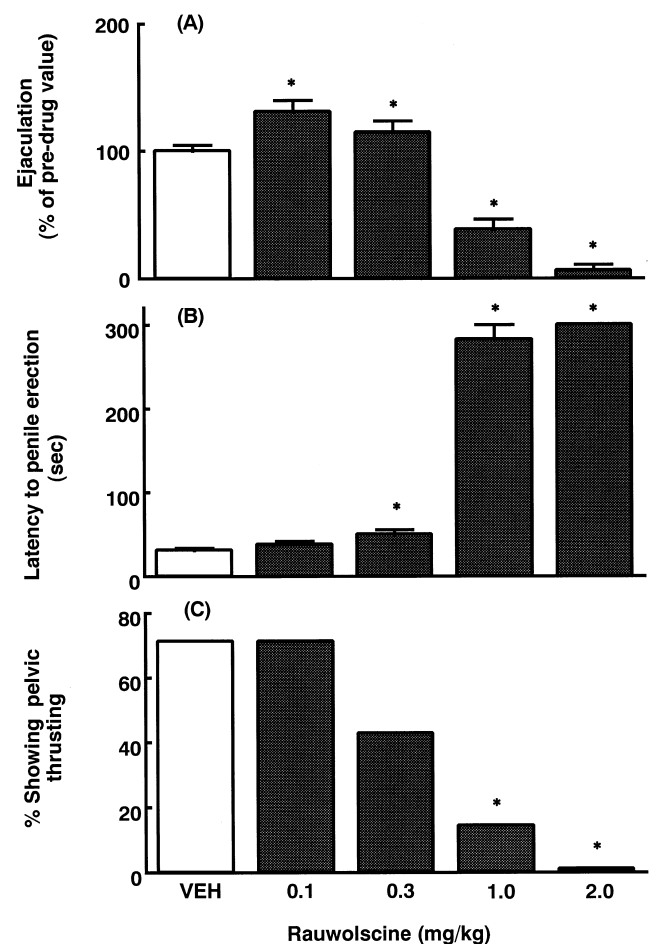 (A)
Ejaculation
(% of pre-drug value)
200
100
0
*
*
*
*
(B)
Latency to penile erection
(sec)
300
200
100
0
*
*
*
(C)
% Showing pelvic
thrusting
80
60
40
20
0
*
*
VEH 0.1 0.3 1.0 2.0
Rauwolscine (mg/kg)